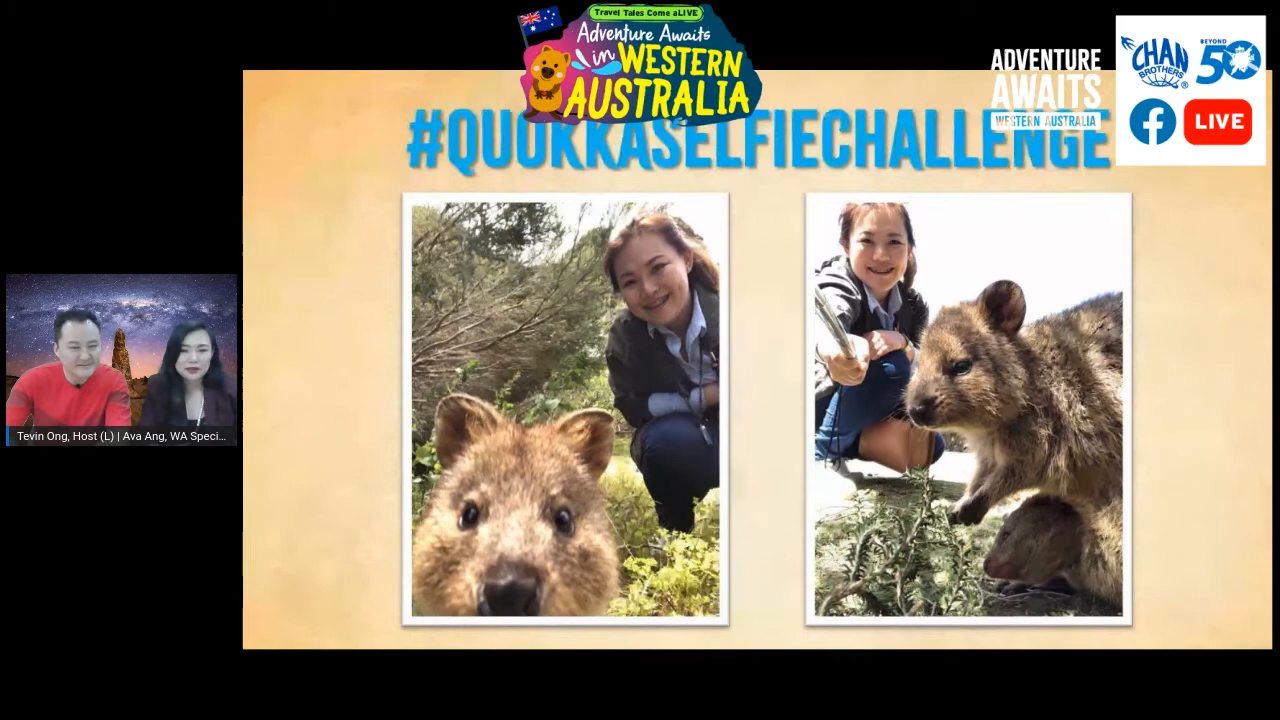 Travel Tales Come aLIVE
Adventure Awaits
in WESTERN
AUSTRALIA
ADVENTURE
AWAITS
WESTERN AUSTRALIA
CHAN
BROTHERS
®
BEYOND
50
LIVE
#QUOKKASELFIECHALLENGE
Tevin Ong, Host (L) | Ava Ang, WA Speci...